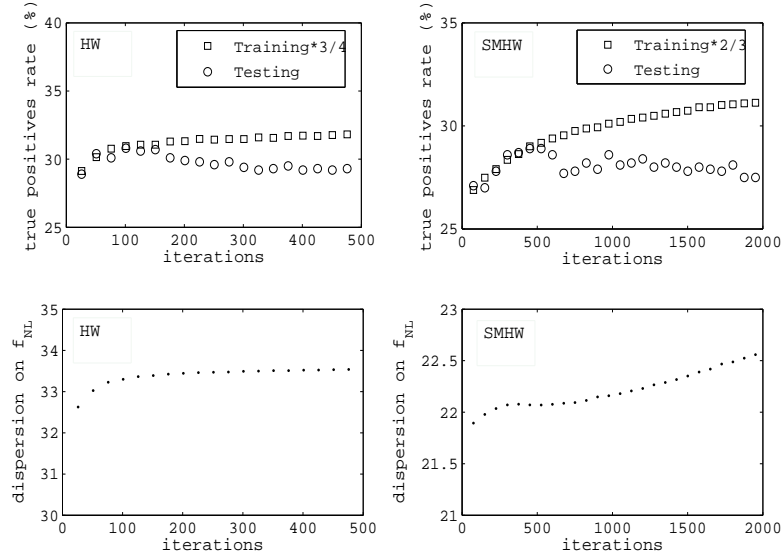 true positives rate (%)
40
35
30
25
HW
Training*3/4
Testing
0 100 200 300 400 500
iterations
true positives rate (%)
35
30
25
SMHW
Training*2/3
Testing
0 500 1000 1500 2000
iterations
dispersion on f_NL
35
34
33
32
31
30
HW
0 100 200 300 400 500
iterations
dispersion on f_NL
23
22.5
22
21.5
21
SMHW
0 500 1000 1500 2000
iterations